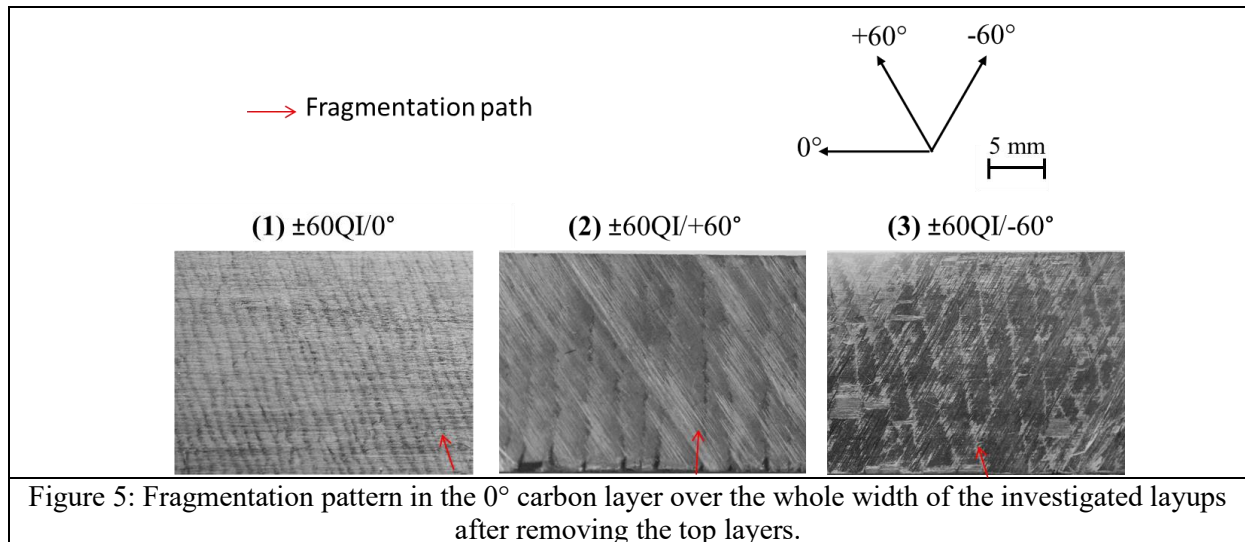 +60° -60°
Fragmentation path
0° 5 mm
(1) ±60QI/0° (2) ±60QI/+60° (3) ±60QI/-60°
Figure 5: Fragmentation pattern in the 0° carbon layer over the whole width of the investigated layups
after removing the top layers.